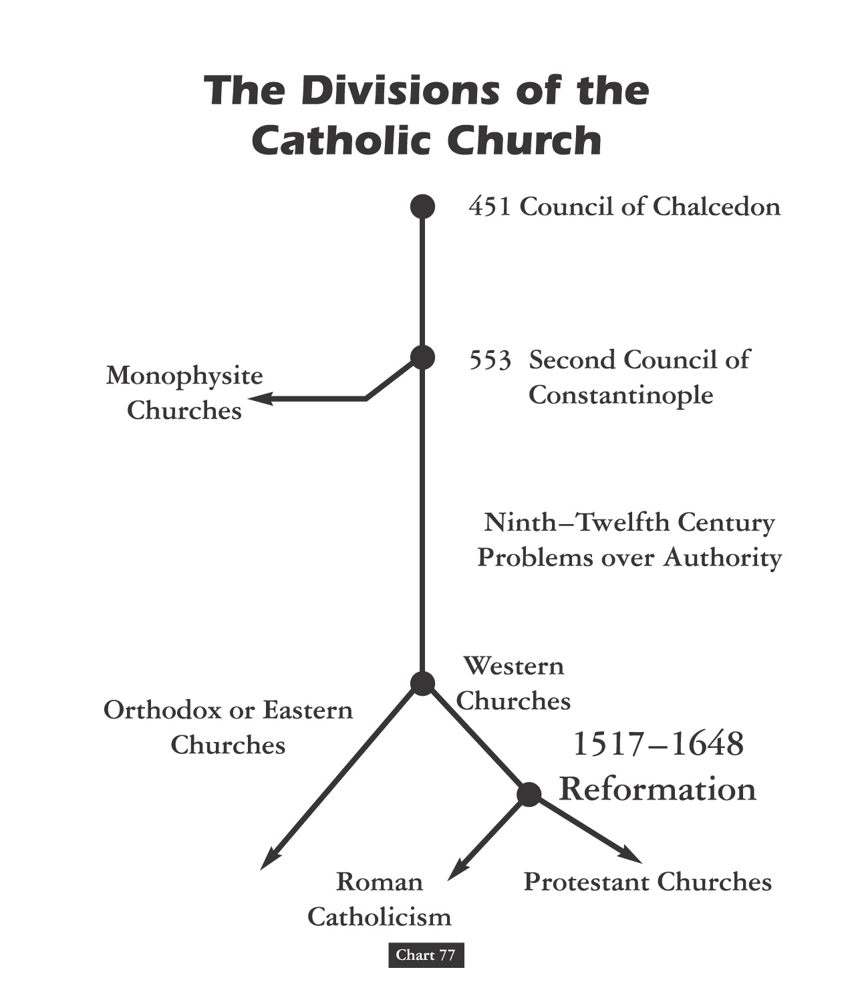 The Divisions of the
Catholic Church
451 Council of Chalcedon
553 Second Council of
Constantinople
Monophysite
Churches
Ninth–Twelfth Century
Problems over Authority
Western
Churches
Orthodox or Eastern
Churches
1517–1648
Reformation
Roman
Catholicism
Protestant Churches
Chart 77